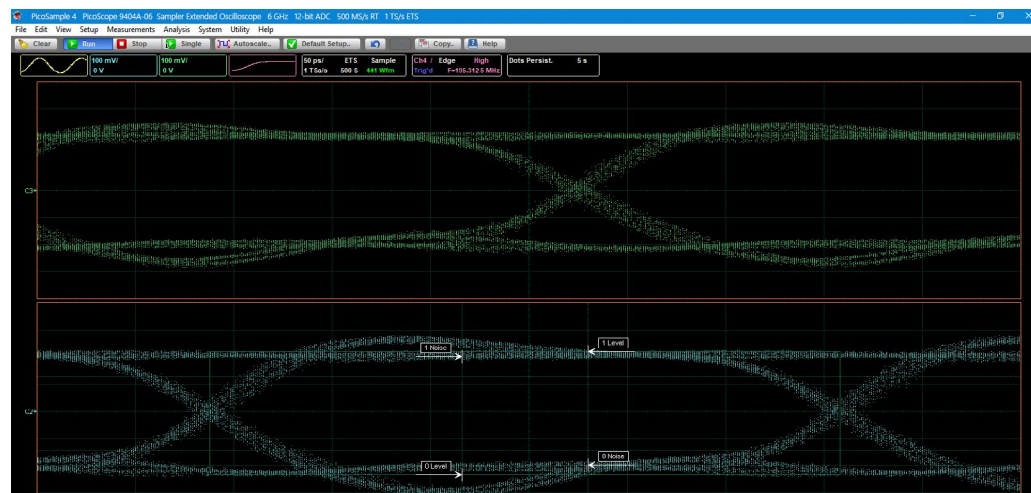 PicoSample 4 PicoScope 9404A-06 Sampler Extended Oscilloscope 6 GHz 12-bit ADC 500 MS/s RT 1 TS/s ETS
File Edit View Setup Measurements Analysis System Utility Help
Clear Run Stop Single Autoscale.. Default Setup.. Copy.. Help
100 mV/ 100 mV/ 50 ps/ ETS Sample Ch4 / Edge High Dots Persist. 5 s
0 V 0 V 1 TSa/s 500 S 441 Wfm Trig'd F=195.312 5 MHz
C3
1 Noise 1 Level
C2
0 Level 0 Noise